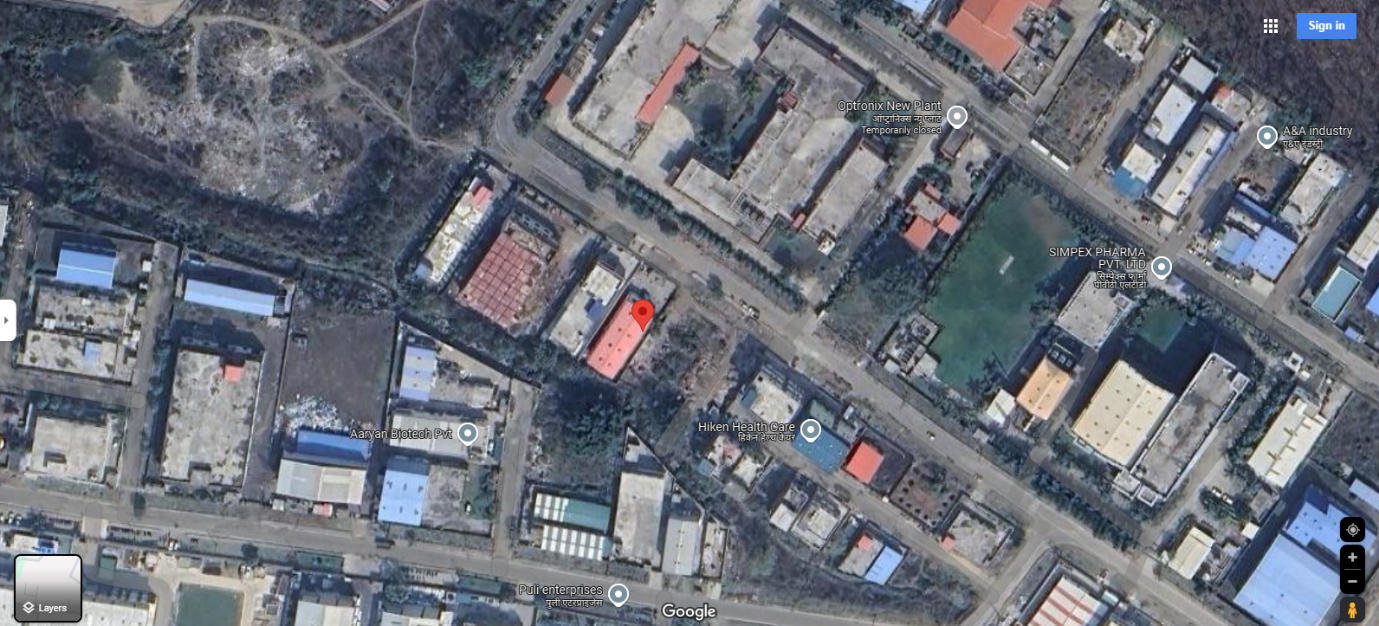 Sign in
Optronix New Plant
ऑप्ट्रानिक्स न्यू प्लांट
Temporarily closed
A&A industry
ए&ए इंडस्ट्री
SIMPEX PHARMA
PVT. LTD
सिम्पेक्स फार्मा
पीवीटी एलटीडी
Hiken Health Care
हिकेन हेल्थ केयर
Aaryan Biotech Pvt
Puli enterprises
पुली एंटरप्राइजेस
Layers
Google